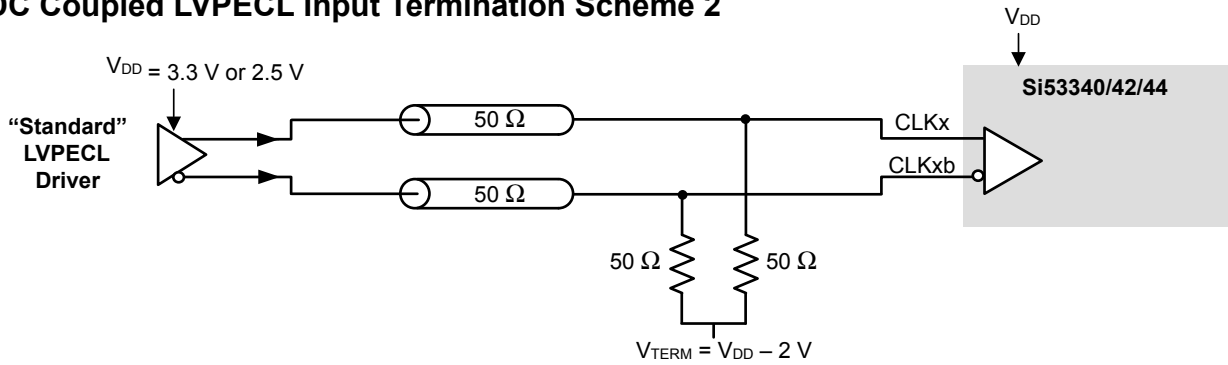 DC Coupled LVPECL Input Termination Scheme 2
VDD
VDD = 3.3 V or 2.5 V
Si53340/42/44
“Standard”
LVPECL
Driver
50 Ω
CLKx
CLKxb
50 Ω
50 Ω
50 Ω
VTERM = VDD – 2 V